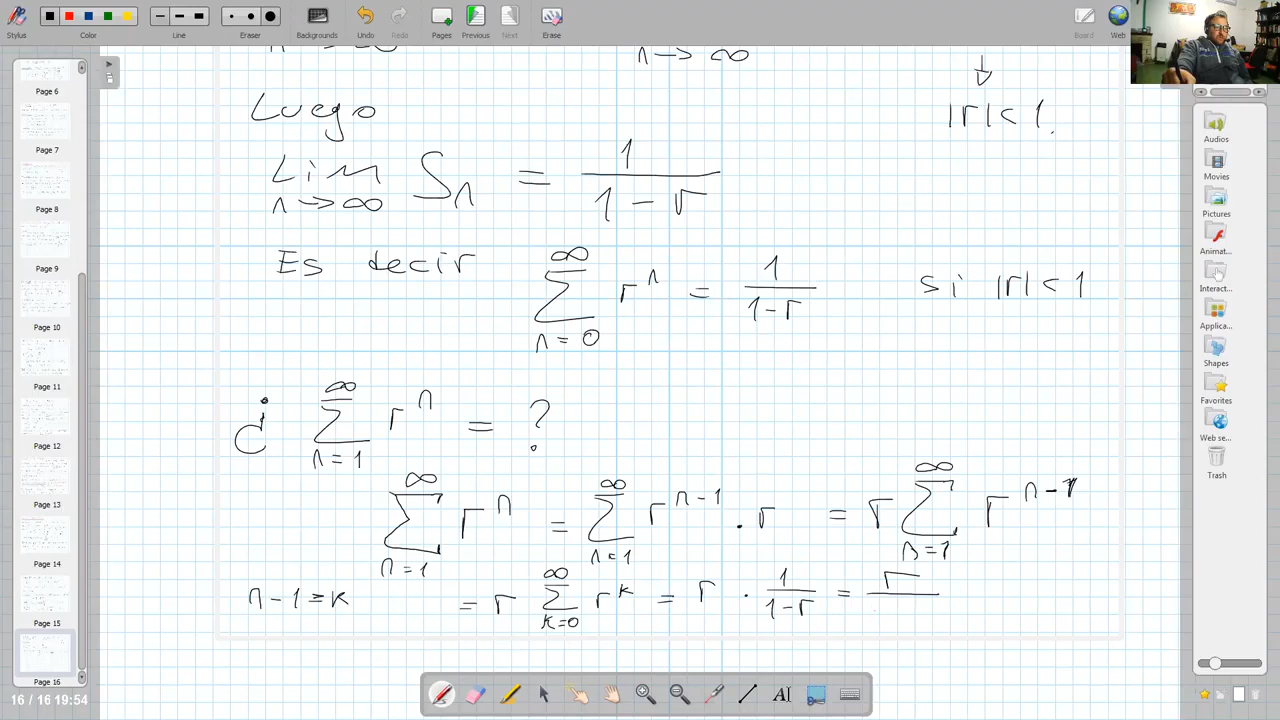 Stylus Color Line Eraser Backgrounds Undo Redo Pages Previous Next Erase Board Web
n → ∞
Luego |r| < 1.
Lim n→∞ Sn = 1 / 1 - r
Es decir ∞ Σ n=0 r^n = 1 / 1-r si |r| < 1
¿ ∞ Σ n=1 r^n = ?
∞ Σ n=1 r^n = ∞ Σ n=1 r^n-1 . r = r ∞ Σ n=1 r^n-1
n-1=k = r ∞ Σ k=0 r^k = r . 1 / 1-r = r /
Page 6
Page 7
Page 8
Page 9
Page 10
Page 11
Page 12
Page 13
Page 14
Page 15
Page 16
16 / 16 19:54
Audios
Movies
Pictures
Animat...
Interact...
Applica...
Shapes
Favorites
Web se...
Trash
AI